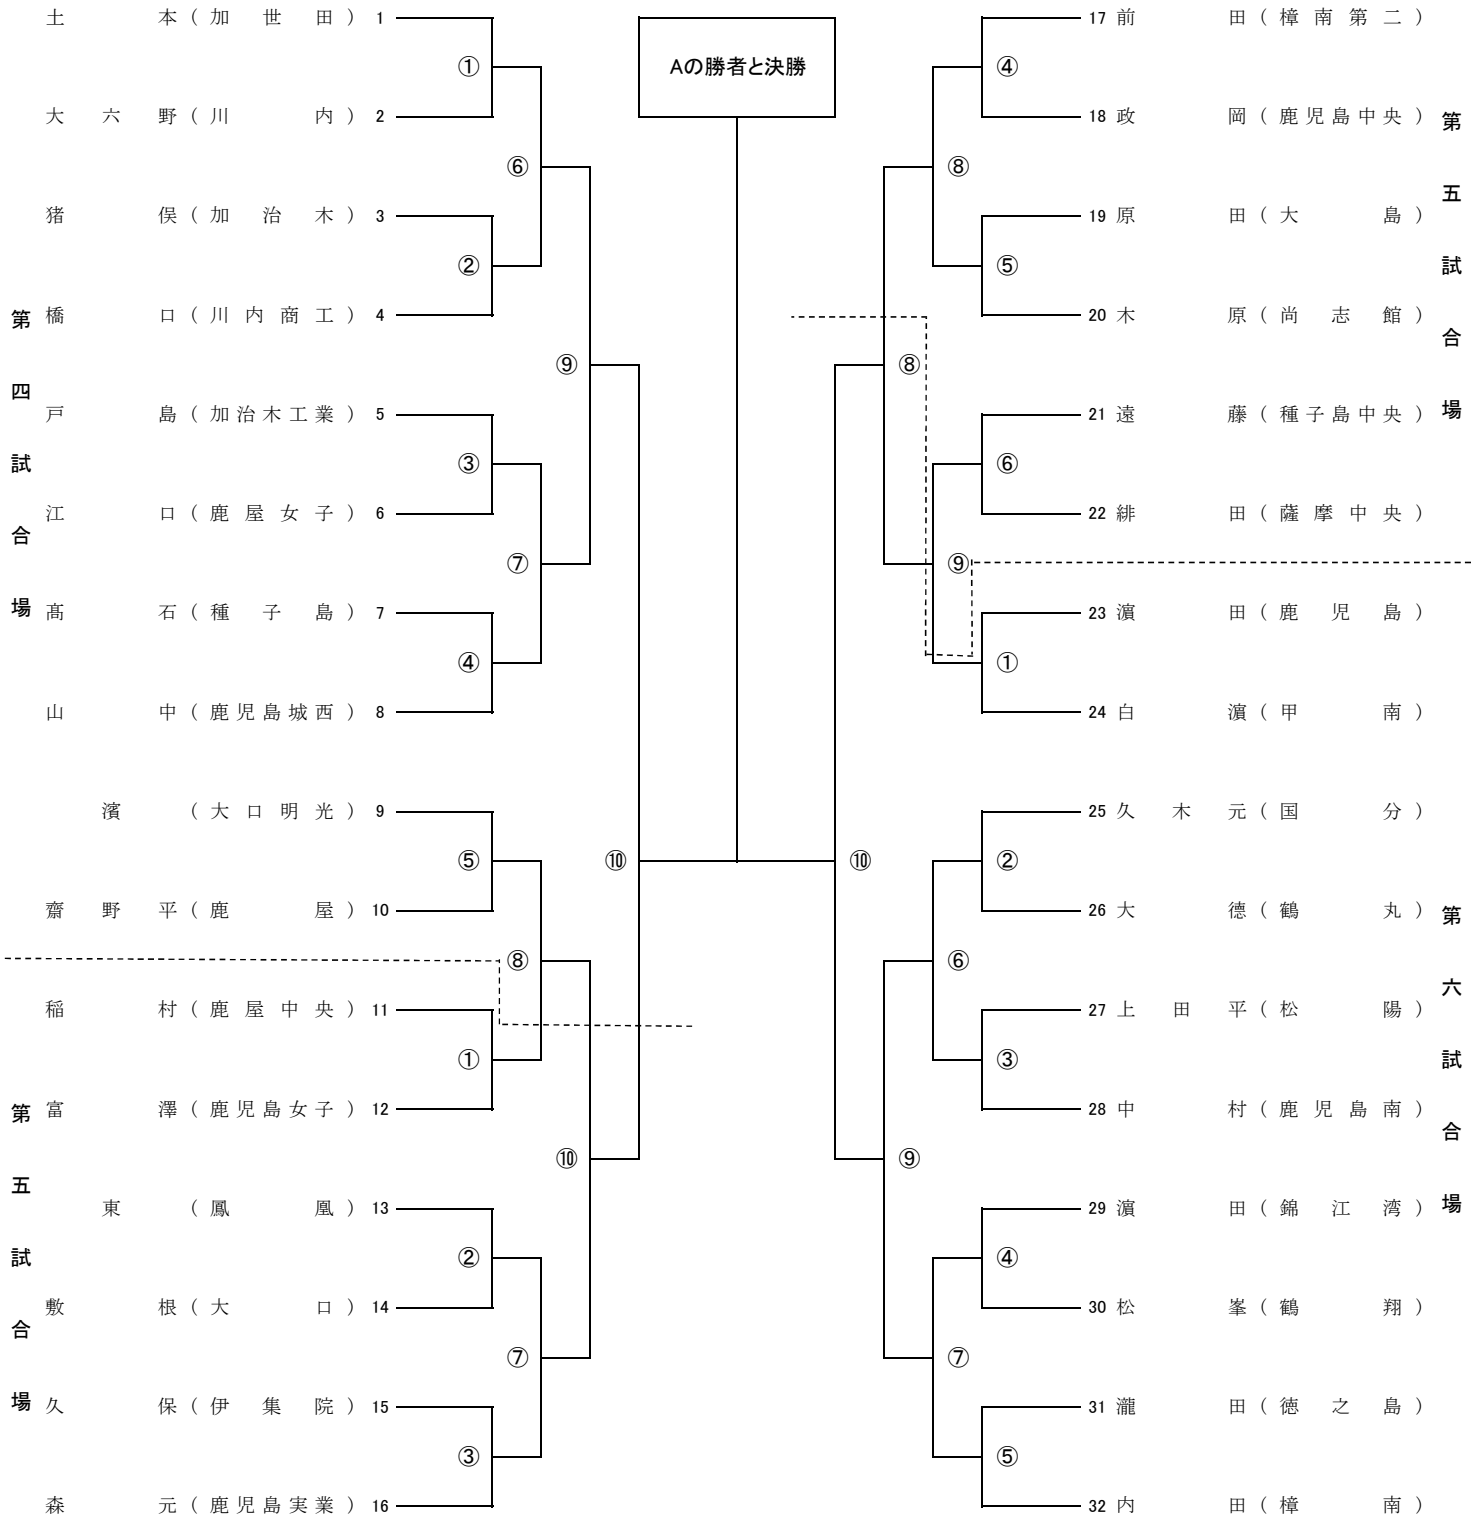 Aの勝者と決勝
第四試合場
土本（加世田） 1
①
大六野（川内） 2
⑥
猪俣（加治木） 3
②
橋口（川内商工） 4
⑨
戸島（加治木工業） 5
③
江口（鹿屋女子） 6
⑦
髙石（種子島） 7
④
山中（鹿児島城西） 8
濱（大口明光） 9
⑤
齋野平（鹿屋） 10
⑧
⑩
第五試合場
稲村（鹿屋中央） 11
①
富澤（鹿児島女子） 12
⑩
東（鳳凰） 13
②
敷根（大口） 14
⑦
久保（伊集院） 15
③
森元（鹿児島実業） 16
第五試合場
17 前田（樟南第二）
④
18 政岡（鹿児島中央）
⑧
19 原田（大島）
⑤
20 木原（尚志館）
⑧
21 遠藤（種子島中央）
⑥
22 緋田（薩摩中央）
⑨
第六試合場
23 濵田（鹿児島）
①
24 白濵（甲南）
⑩
25 久木元（国分）
②
26 大德（鶴丸）
⑥
27 上田平（松陽）
③
28 中村（鹿児島南）
⑨
29 濵田（錦江湾）
④
30 松峯（鶴翔）
⑦
31 瀧田（徳之島）
⑤
32 内田（樟南）